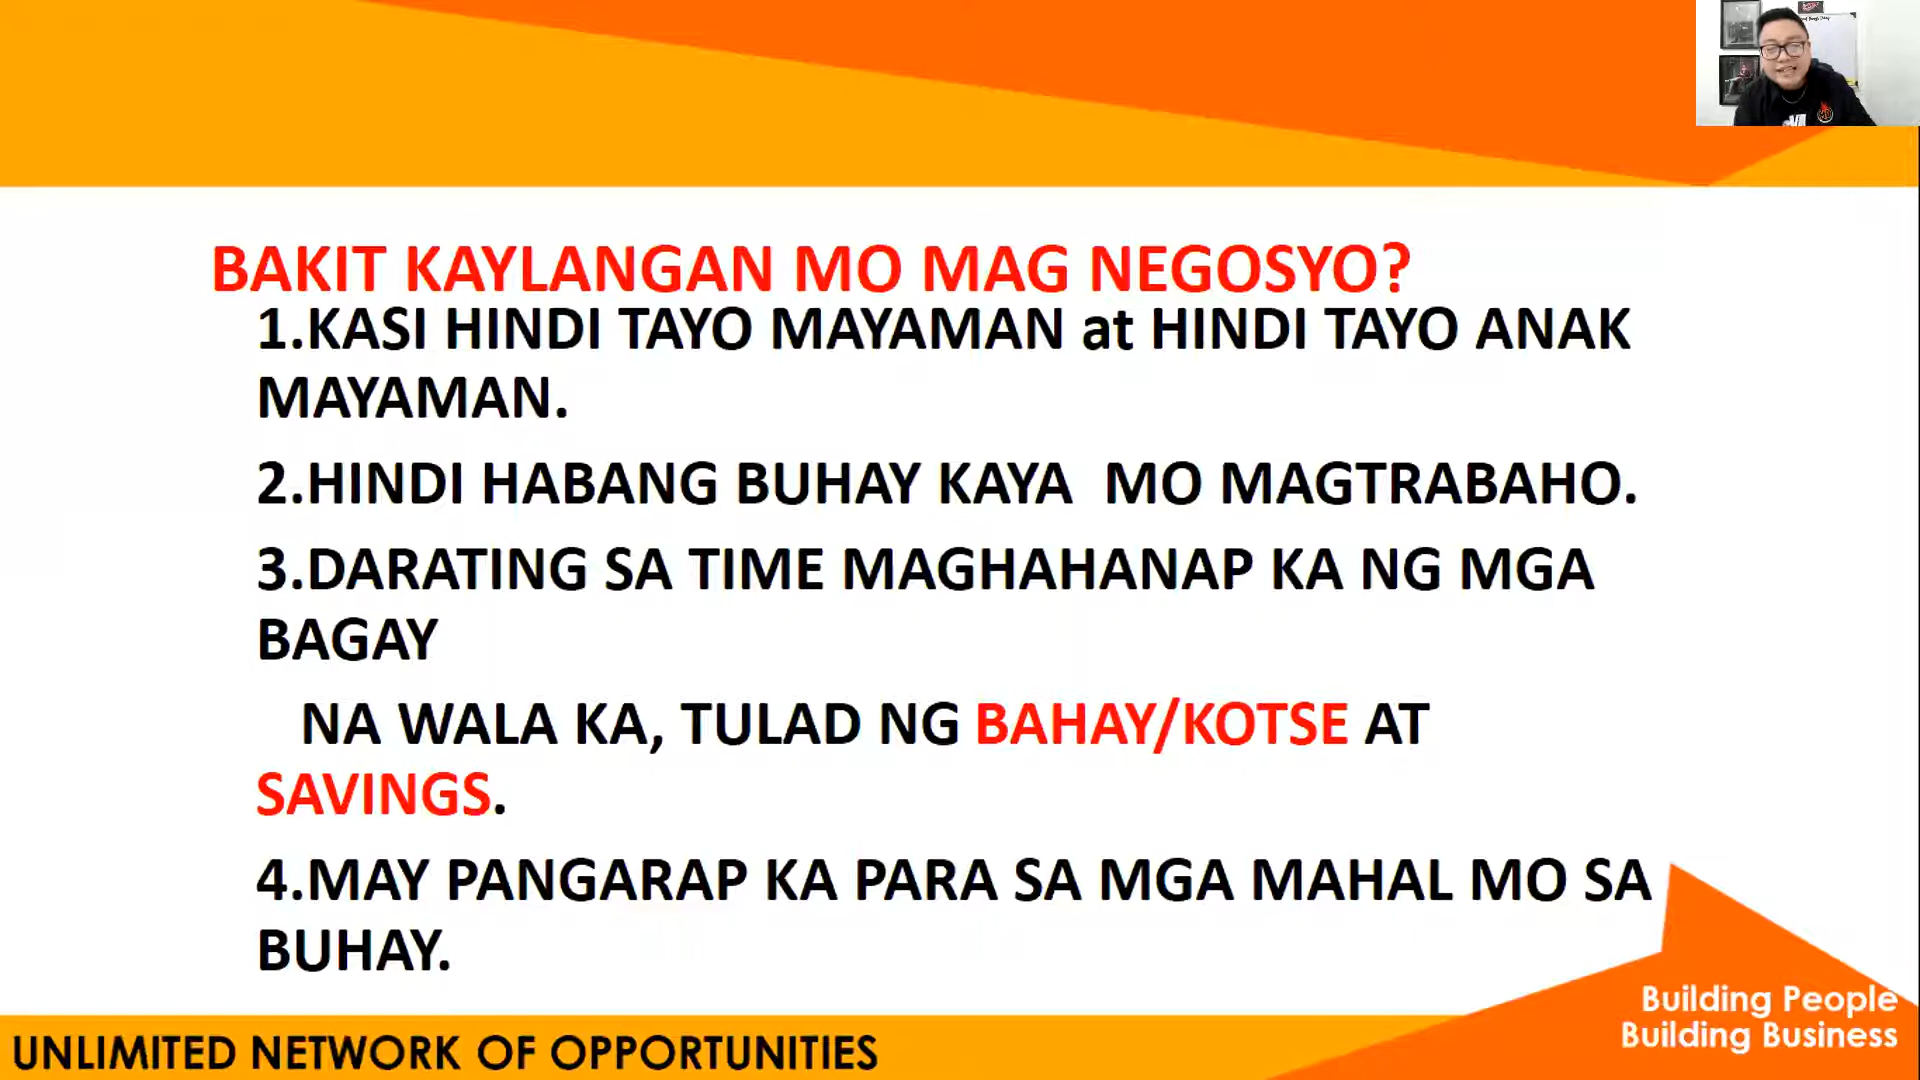 BAKIT KAYLANGAN MO MAG NEGOSYO?
1.KASI HINDI TAYO MAYAMAN at HINDI TAYO ANAK
MAYAMAN.
2.HINDI HABANG BUHAY KAYA  MO MAGTRABAHO.
3.DARATING SA TIME MAGHAHANAP KA NG MGA
BAGAY
NA WALA KA, TULAD NG BAHAY/KOTSE AT
SAVINGS.
4.MAY PANGARAP KA PARA SA MGA MAHAL MO SA
BUHAY.
Building People
Building Business
UNLIMITED NETWORK OF OPPORTUNITIES